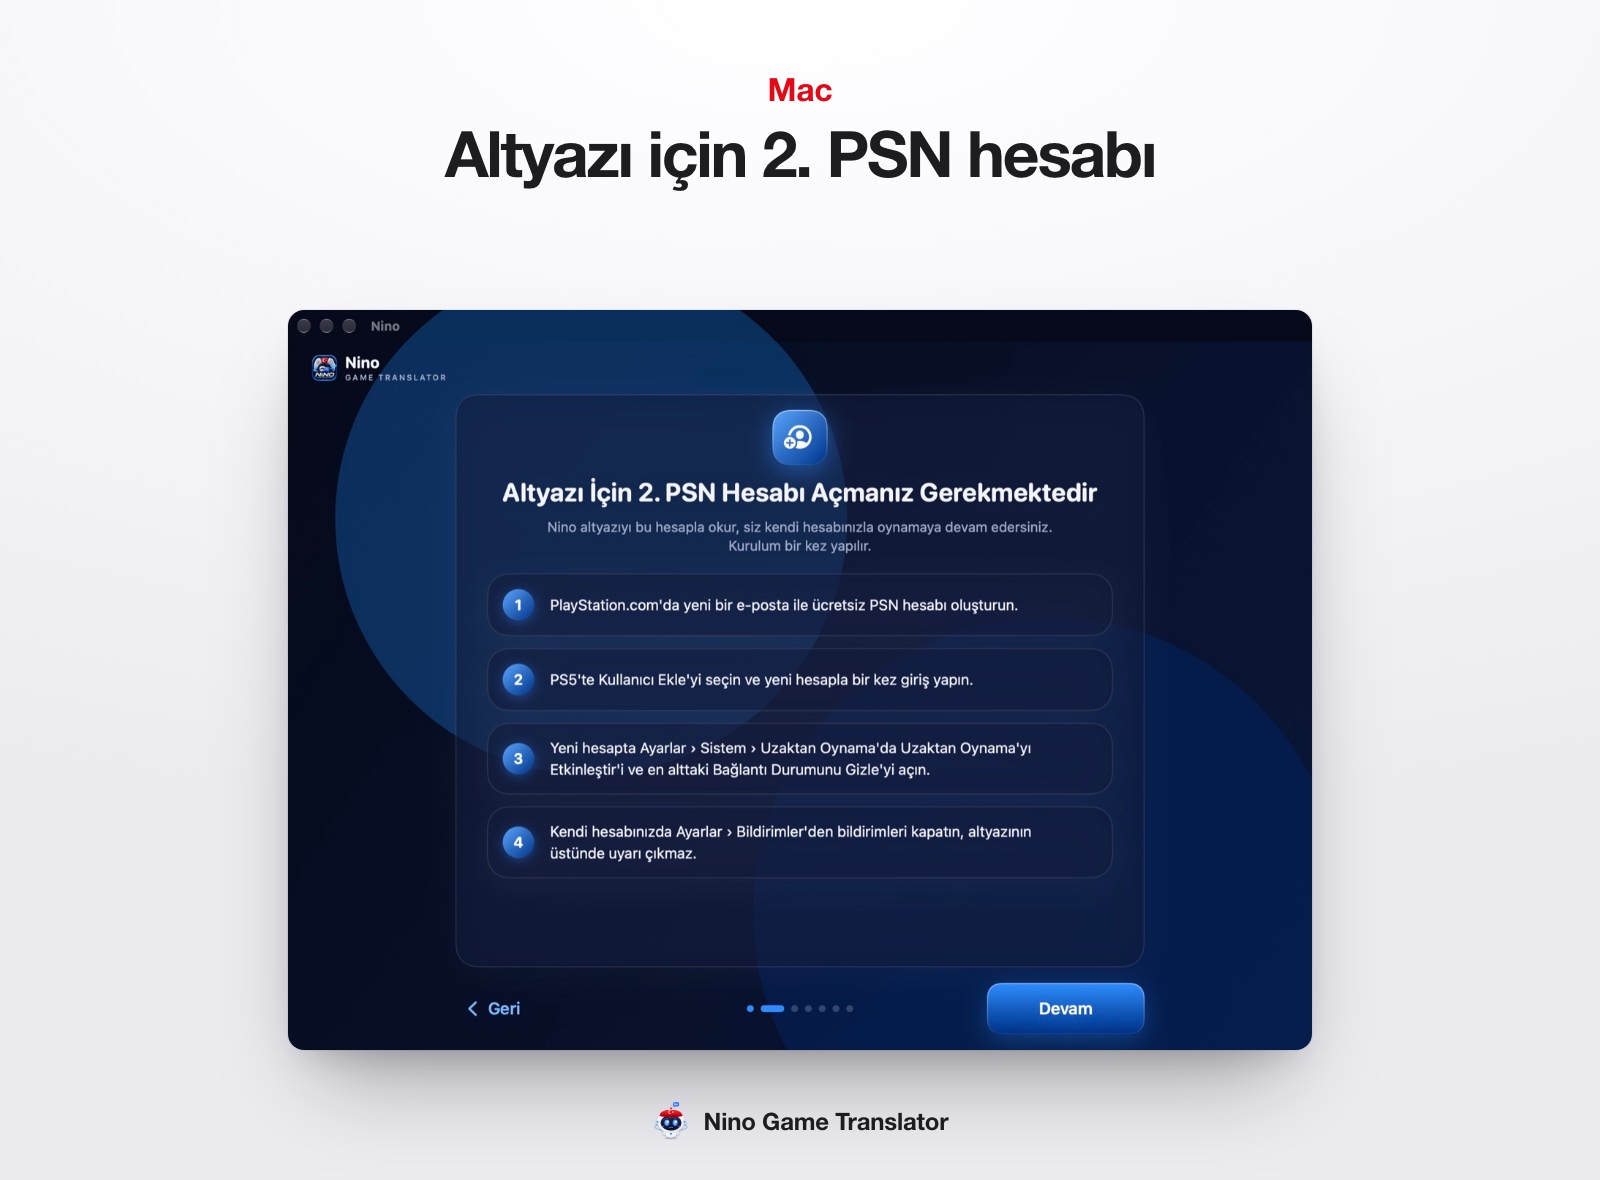 Mac
Altyazı için 2. PSN hesabı
Nino
Nino
GAME TRANSLATOR
Altyazı İçin 2. PSN Hesabı Açmanız Gerekmektedir
Nino altyazıyı bu hesapla okur, siz kendi hesabınızla oynamaya devam edersiniz.
Kurulum bir kez yapılır.
1 PlayStation.com'da yeni bir e-posta ile ücretsiz PSN hesabı oluşturun.
2 PS5'te Kullanıcı Ekle'yi seçin ve yeni hesapla bir kez giriş yapın.
3 Yeni hesapta Ayarlar › Sistem › Uzaktan Oynama'da Uzaktan Oynama'yı
Etkinleştir'i ve en alttaki Bağlantı Durumunu Gizle'yi açın.
4 Kendi hesabınızda Ayarlar › Bildirimler'den bildirimleri kapatın, altyazının
üstünde uyarı çıkmaz.
Geri
Devam
Nino Game Translator